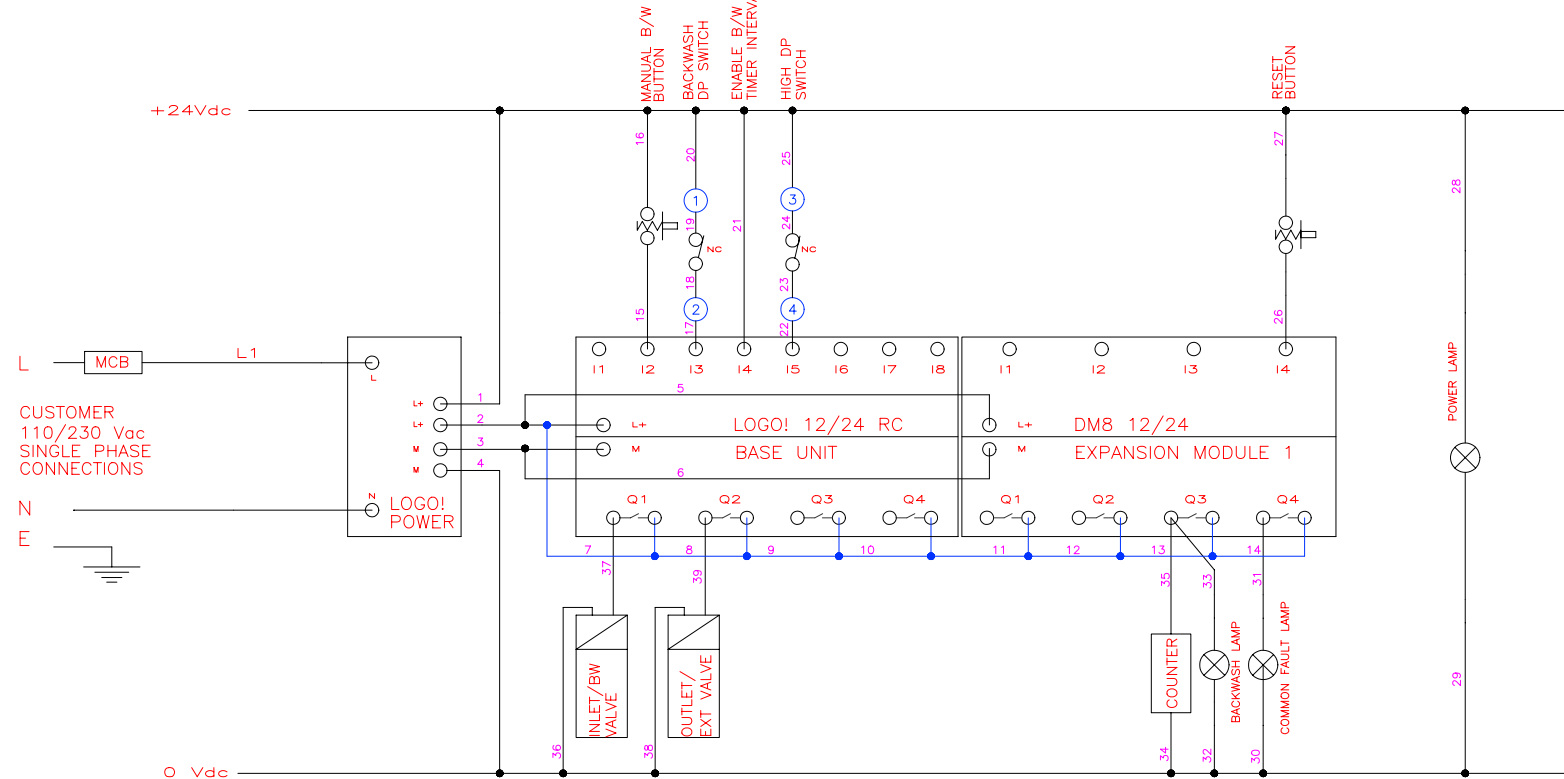 MANUAL B/W
BUTTON
BACKWASH
DP SWITCH
ENABLE B/W
TIMER
HIGH DP
SWITCH
RESET
BUTTON
+24Vdc
16
20
25
27
28
1
3
19
24
21
NC
NC
18
23
2
4
15
17
22
26
L
MCB
L1
L
I1
I2
I3
I4
I5
I6
I7
I8
I1
I2
I3
I4
POWER LAMP
CUSTOMER
110/230 Vac
SINGLE PHASE
CONNECTIONS
L+
1
L+
2
M
3
M
4
5
L+
LOGO! 12/24 RC
L+
DM8 12/24
M
BASE UNIT
M
EXPANSION MODULE 1
6
N
N
LOGO!
POWER
Q1
Q2
Q3
Q4
Q1
Q2
Q3
Q4
E
7
8
9
10
11
12
13
14
37
39
35
33
31
INLET/BW
VALVE
OUTLET/
EXT VALVE
COUNTER
BACKWASH LAMP
COMMON FAULT LAMP
29
36
38
34
32
30
0 Vdc